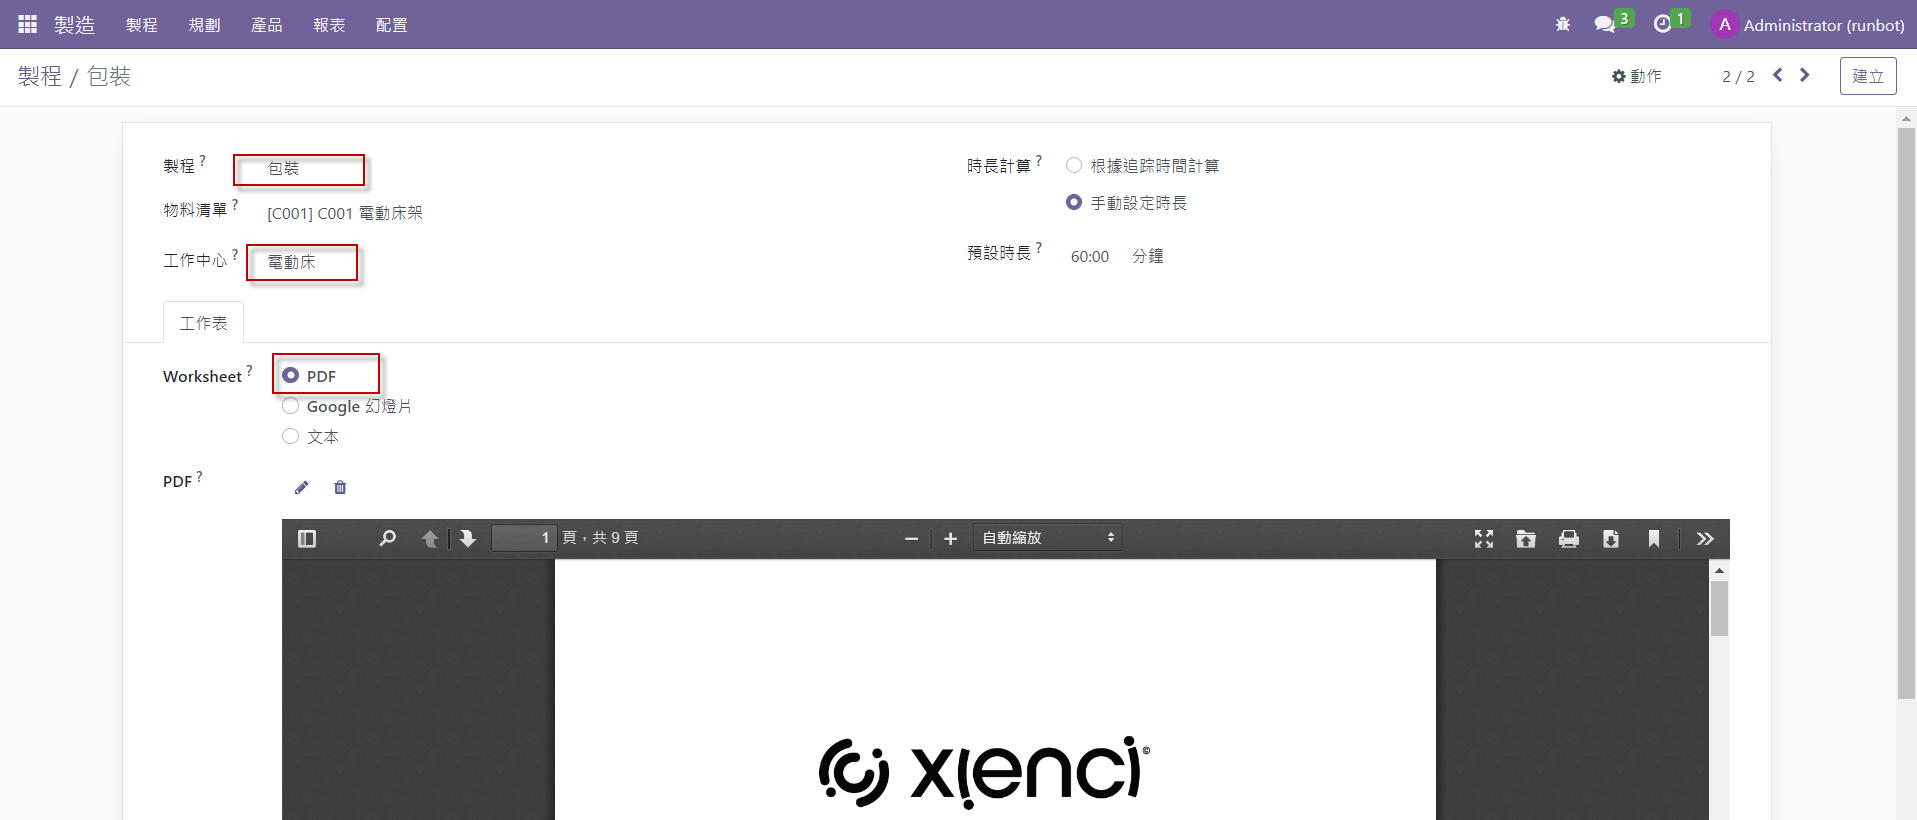 製造 製程 規劃 產品 報表 配置 3 1 A Administrator (runbot)
製程 / 包裝 動作 2 / 2 建立
製程 ? 包裝
物料清單 ? [C001] C001 電動床架
工作中心 ? 電動床
時長計算 ? 根據追踪時間計算
手動設定時長
預設時長 ? 60:00 分鐘
工作表
Worksheet ? PDF
Google 幻燈片
文本
PDF ?
1 頁，共 9 頁 自動縮放
xienci ©